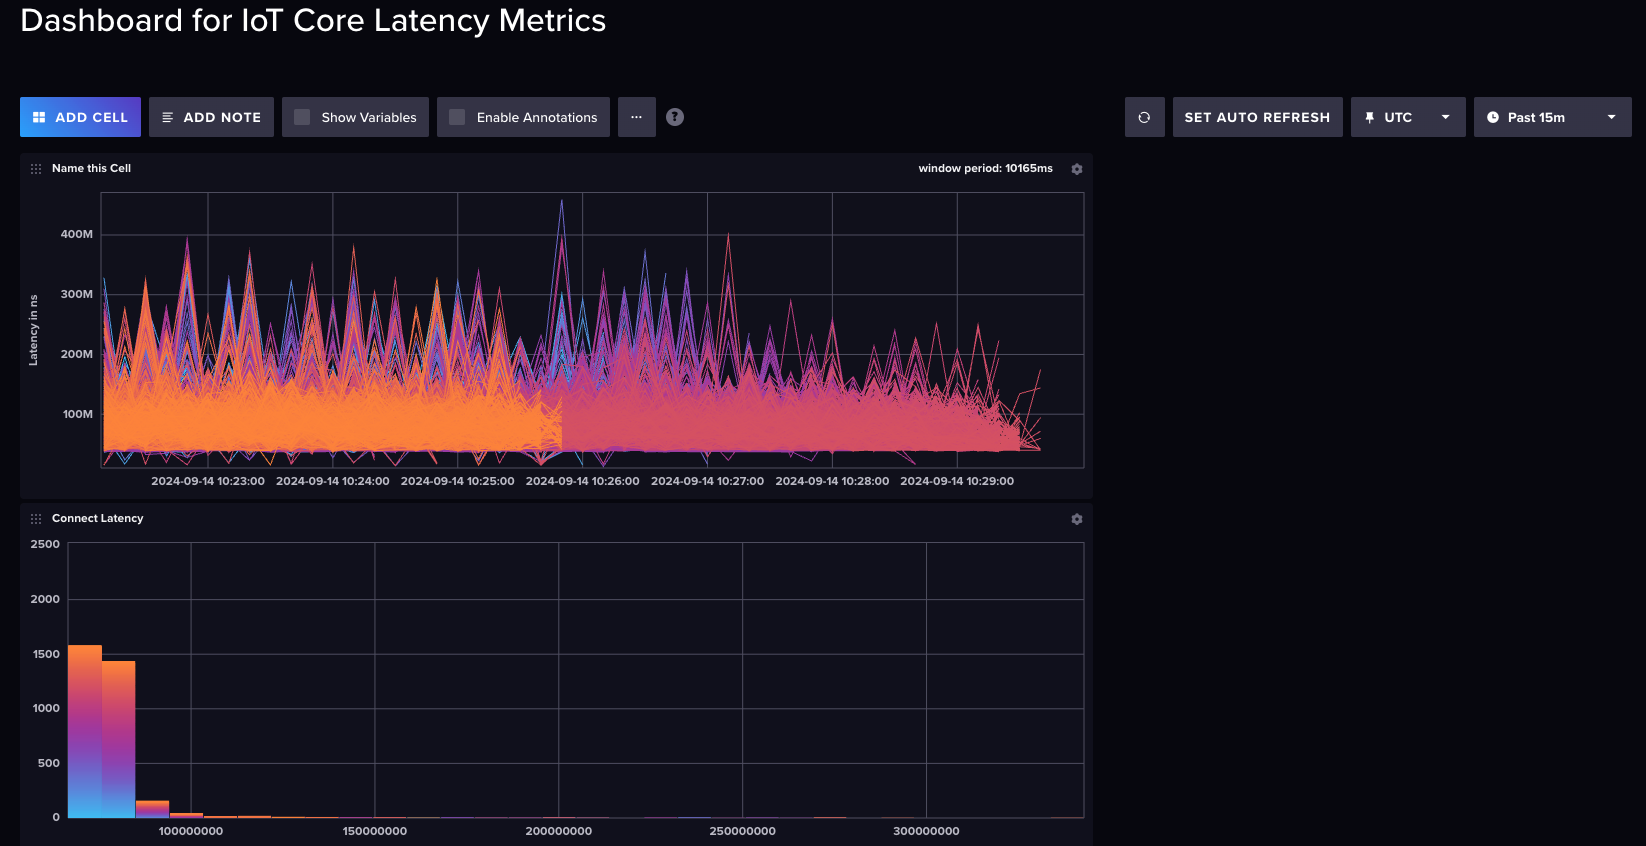 Dashboard for IoT Core Latency Metrics
ADD CELL ADD NOTE Show Variables Enable Annotations ... ? SET AUTO REFRESH UTC Past 15m
Name this Cell window period: 10165ms
Latency in ms
400M
300M
200M
100M
2024-09-14 10:23:00 2024-09-14 10:24:00 2024-09-14 10:25:00 2024-09-14 10:26:00 2024-09-14 10:27:00 2024-09-14 10:28:00 2024-09-14 10:29:00
Connect Latency
2500
2000
1500
1000
500
0
100000000 150000000 200000000 250000000 300000000